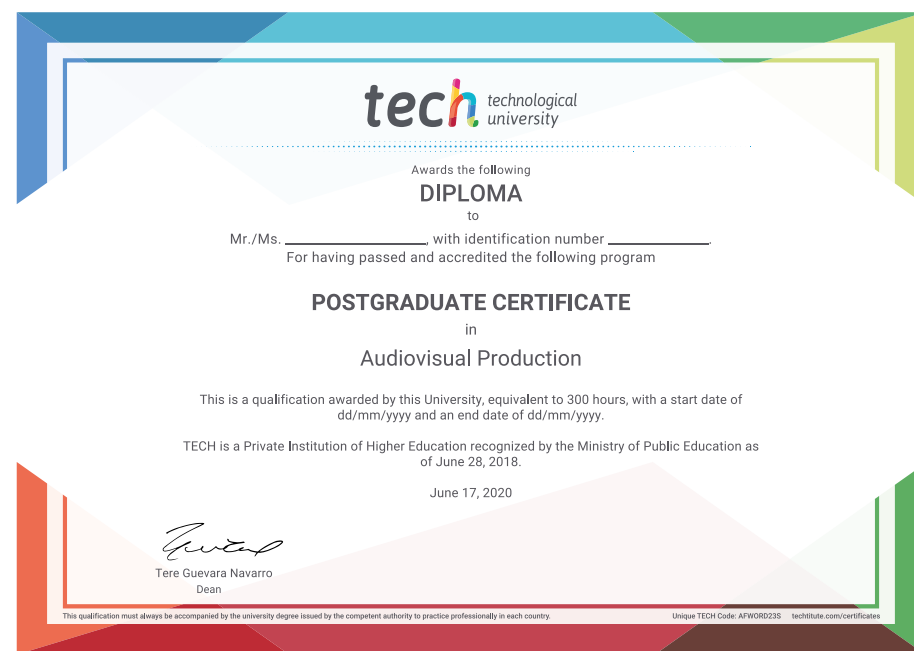 tech technological
university
Awards the following
DIPLOMA
to
Mr./Ms. ____________________, with identification number ______________.
For having passed and accredited the following program
POSTGRADUATE CERTIFICATE
in
Audiovisual Production
This is a qualification awarded by this University, equivalent to 300 hours, with a start date of
dd/mm/yyyy and an end date of dd/mm/yyyy.
TECH is a Private Institution of Higher Education recognized by the Ministry of Public Education as
of June 28, 2018.
June 17, 2020
Tere Guevara Navarro
Dean
This qualification must always be accompanied by the university degree issued by the competent authority to practice professionally in each country. Unique TECH Code: AFWORD23S techtitute.com/certificates